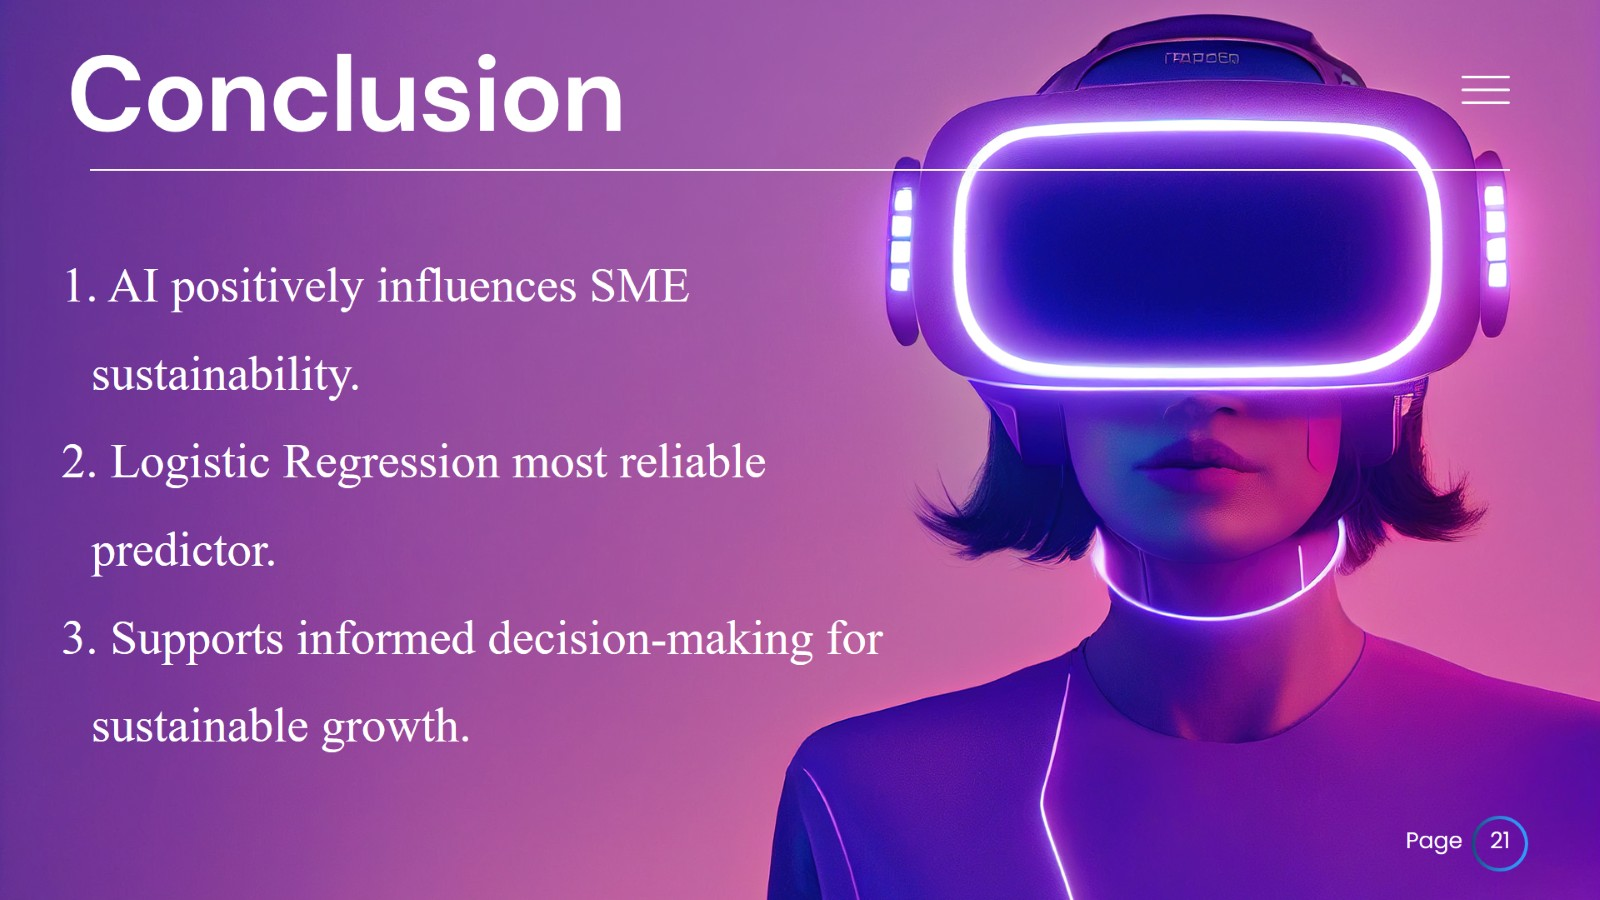 Conclusion
1. AI positively influences SME
sustainability.
2. Logistic Regression most reliable
predictor.
3. Supports informed decision-making for
sustainable growth.
Page 21